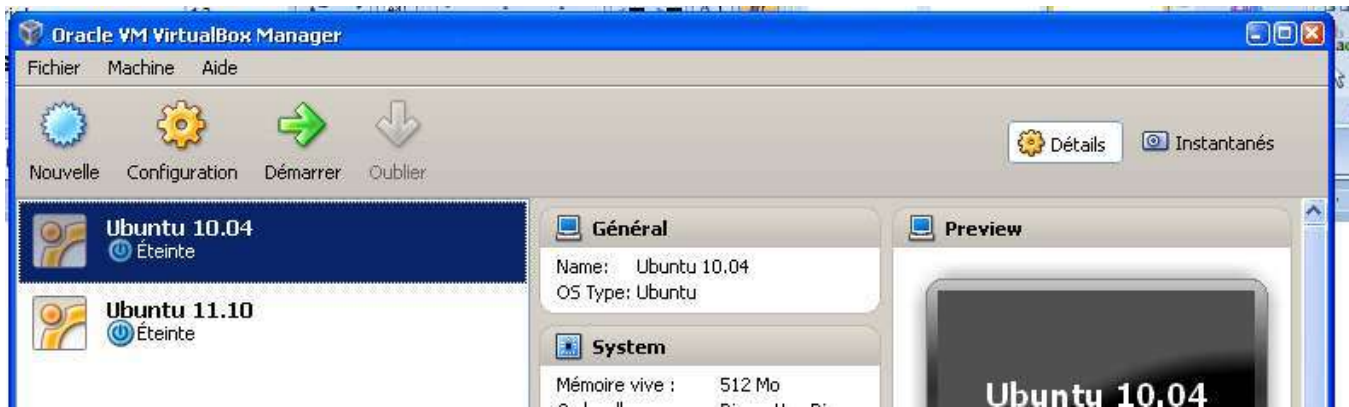 Oracle VM VirtualBox Manager
Fichier Machine Aide
Nouvelle Configuration Démarrer Oublier
Détails Instantanés
Ubuntu 10.04
Éteinte
Ubuntu 11.10
Éteinte
Général
Name: Ubuntu 10.04
OS Type: Ubuntu
System
Mémoire vive : 512 Mo
Preview
Ubuntu 10.04